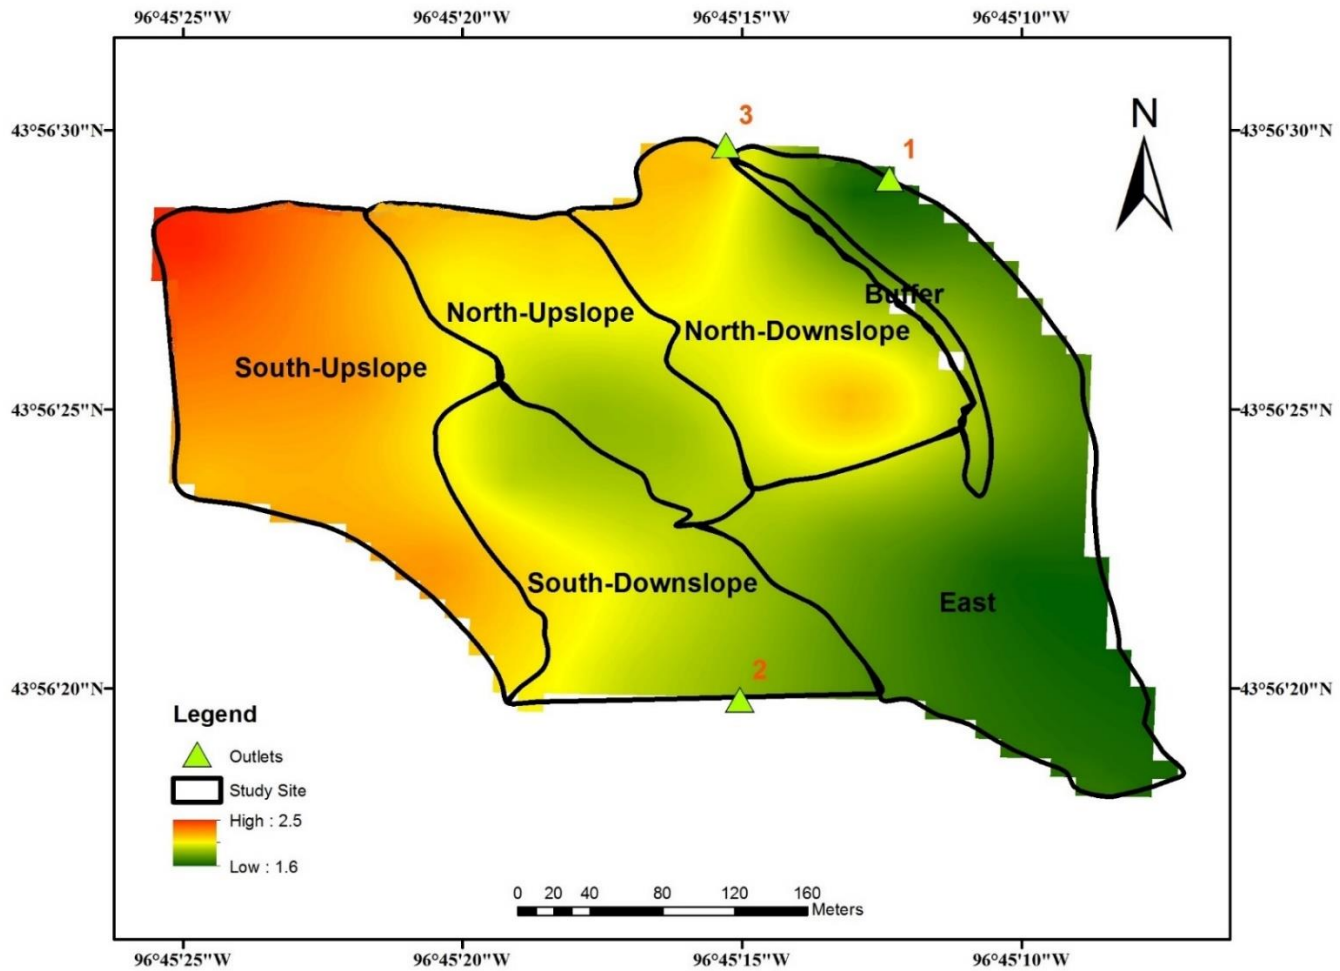 96°45'25"W 96°45'20"W 96°45'15"W 96°45'10"W
3
N
43°56'30"N 43°56'30"N
1
Buffer
North-Upslope
North-Downslope
South-Upslope
43°56'25"N 43°56'25"N
South-Downslope
East
2
43°56'20"N 43°56'20"N
Legend
Outlets
Study Site
High : 2.5
Low : 1.6
0 20 40 80 120 160
Meters
96°45'25"W 96°45'20"W 96°45'15"W 96°45'10"W